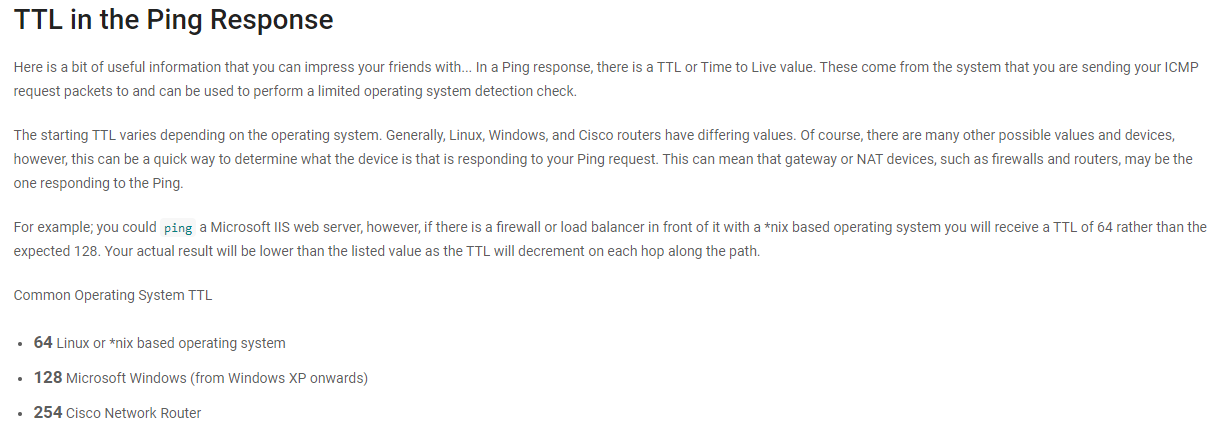 TTL in the Ping Response
Here is a bit of useful information that you can impress your friends with... In a Ping response, there is a TTL or Time to Live value. These come from the system that you are sending your ICMP
request packets to and can be used to perform a limited operating system detection check.
The starting TTL varies depending on the operating system. Generally, Linux, Windows, and Cisco routers have differing values. Of course, there are many other possible values and devices,
however, this can be a quick way to determine what the device is that is responding to your Ping request. This can mean that gateway or NAT devices, such as firewalls and routers, may be the
one responding to the Ping.
For example; you could ping a Microsoft IIS web server, however, if there is a firewall or load balancer in front of it with a *nix based operating system you will receive a TTL of 64 rather than the
expected 128. Your actual result will be lower than the listed value as the TTL will decrement on each hop along the path.
Common Operating System TTL
• 64 Linux or *nix based operating system
• 128 Microsoft Windows (from Windows XP onwards)
• 254 Cisco Network Router